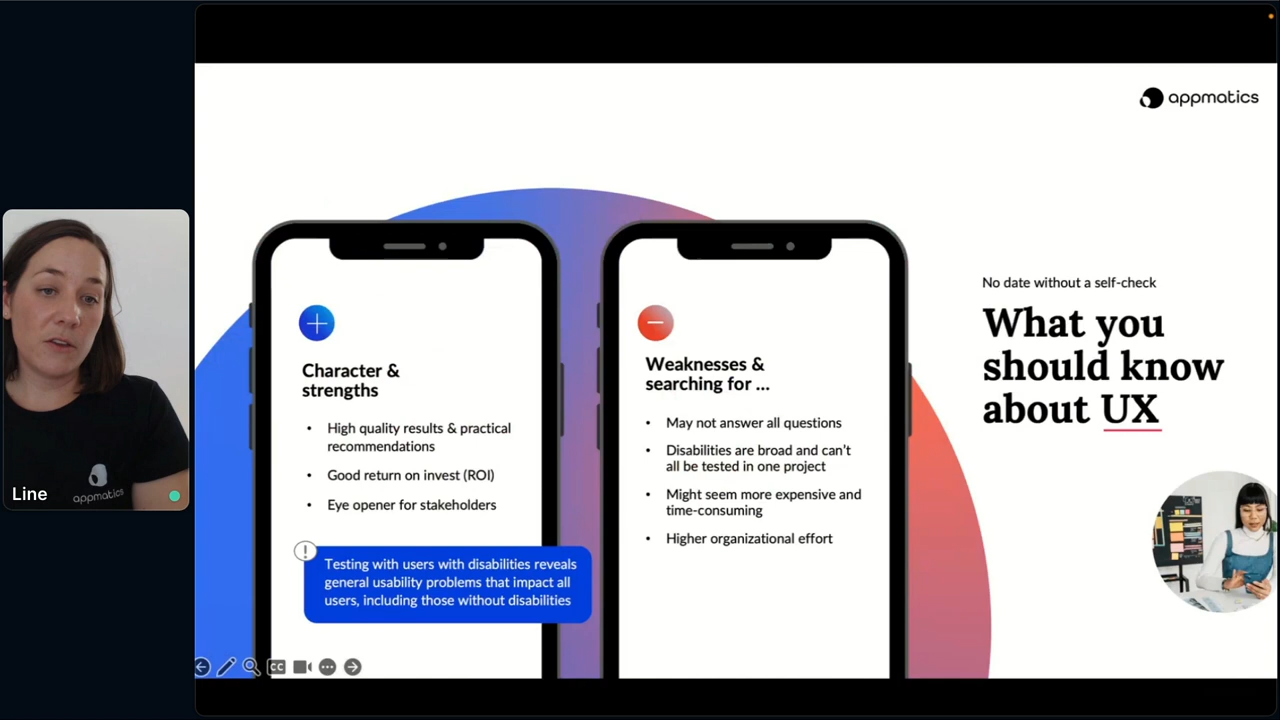 appmatics
No date without a self-check
What you
should know
about UX
Character &
strengths
• High quality results & practical
recommendations
• Good return on invest (ROI)
• Eye opener for stakeholders
!
Testing with users with disabilities reveals
general usability problems that impact all
users, including those without disabilities
Weaknesses &
searching for ...
• May not answer all questions
• Disabilities are broad and can't
all be tested in one project
• Might seem more expensive and
time-consuming
• Higher organizational effort
Line
appmatics
CC